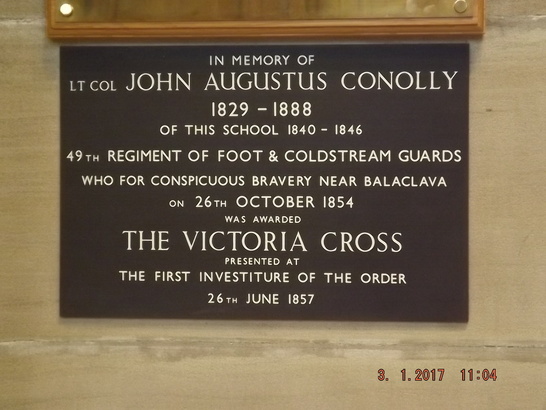 IN MEMORY OF
LT COL JOHN AUGUSTUS CONOLLY
1829 - 1888
OF THIS SCHOOL 1840 - 1846
49TH REGIMENT OF FOOT & COLDSTREAM GUARDS
WHO FOR CONSPICUOUS BRAVERY NEAR BALACLAVA
ON 26TH OCTOBER 1854
WAS AWARDED
THE VICTORIA CROSS
PRESENTED AT
THE FIRST INVESTITURE OF THE ORDER
26TH JUNE 1857
3. 1.2017 11:04